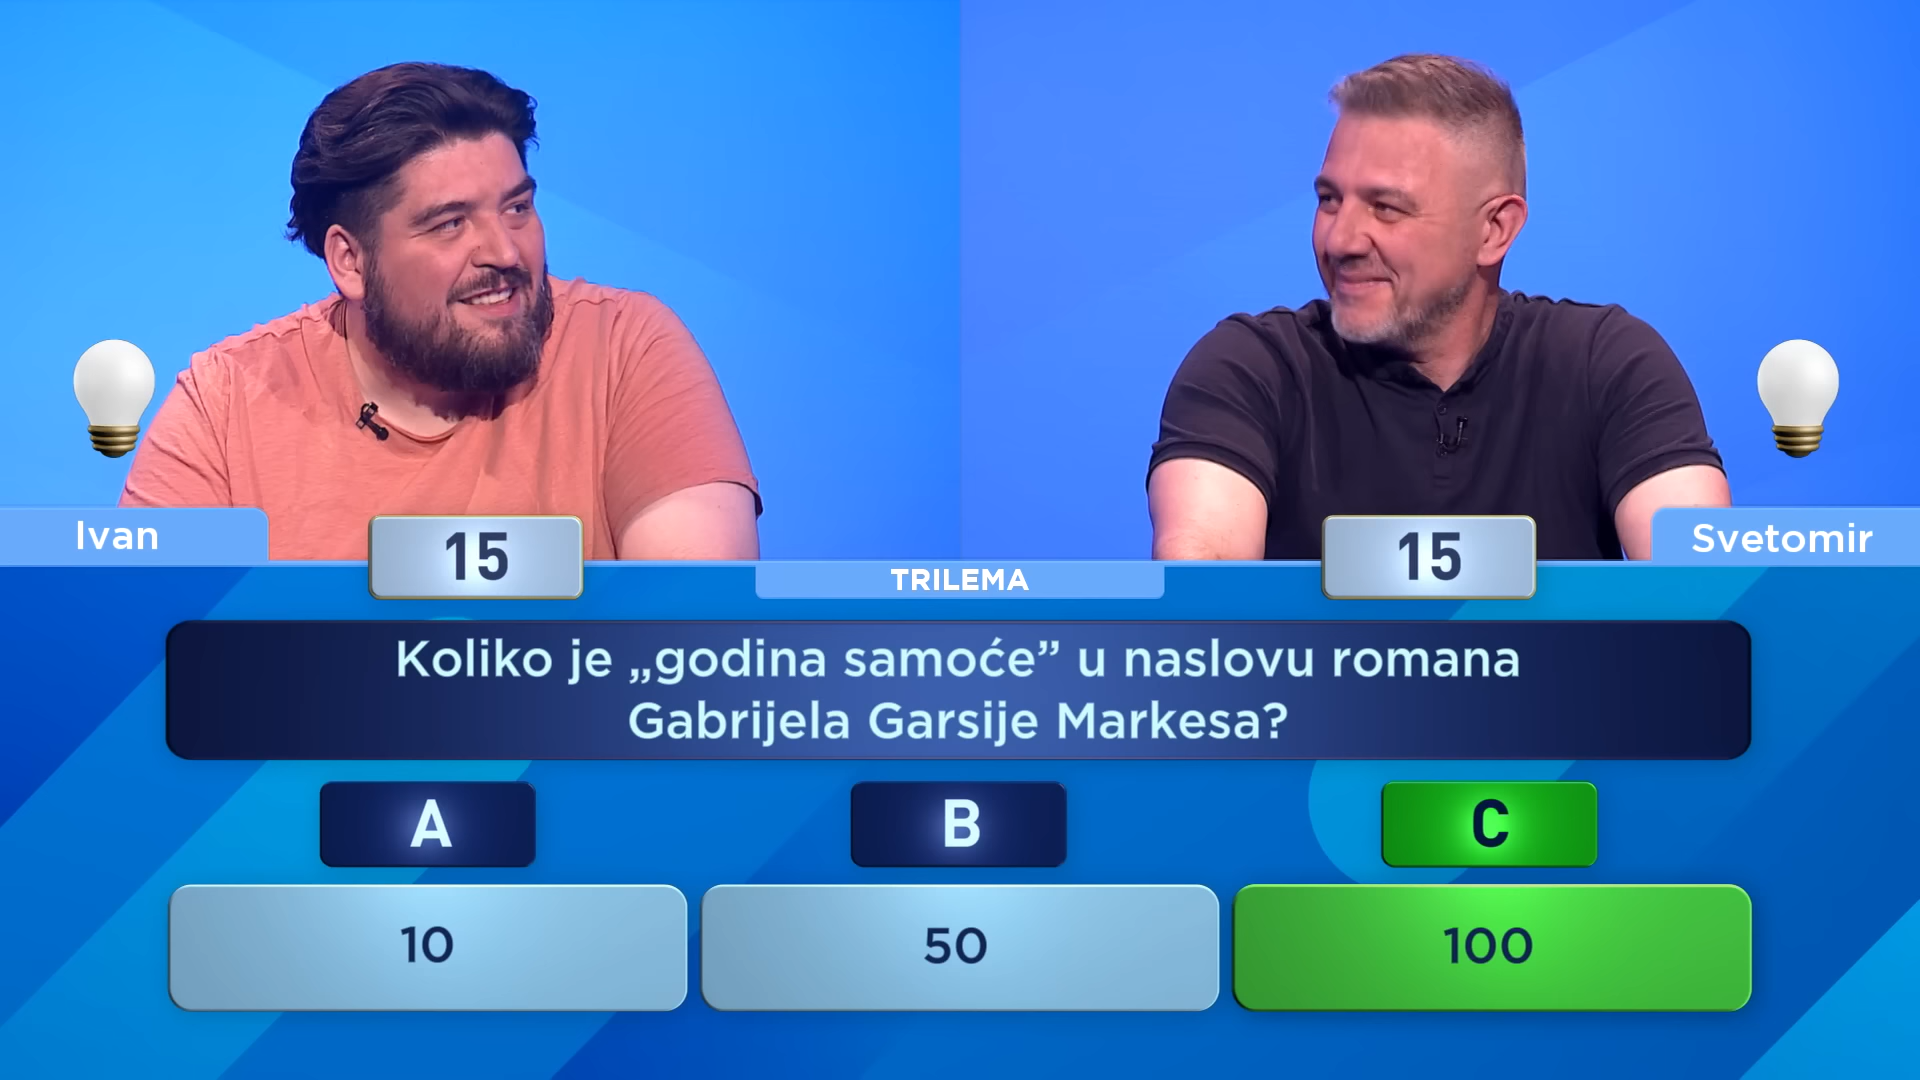 Ivan
15
TRILEMA
15
Svetomir
Koliko je „godina samoće” u naslovu romana
Gabrijela Garsije Markesa?
A
B
C
10
50
100